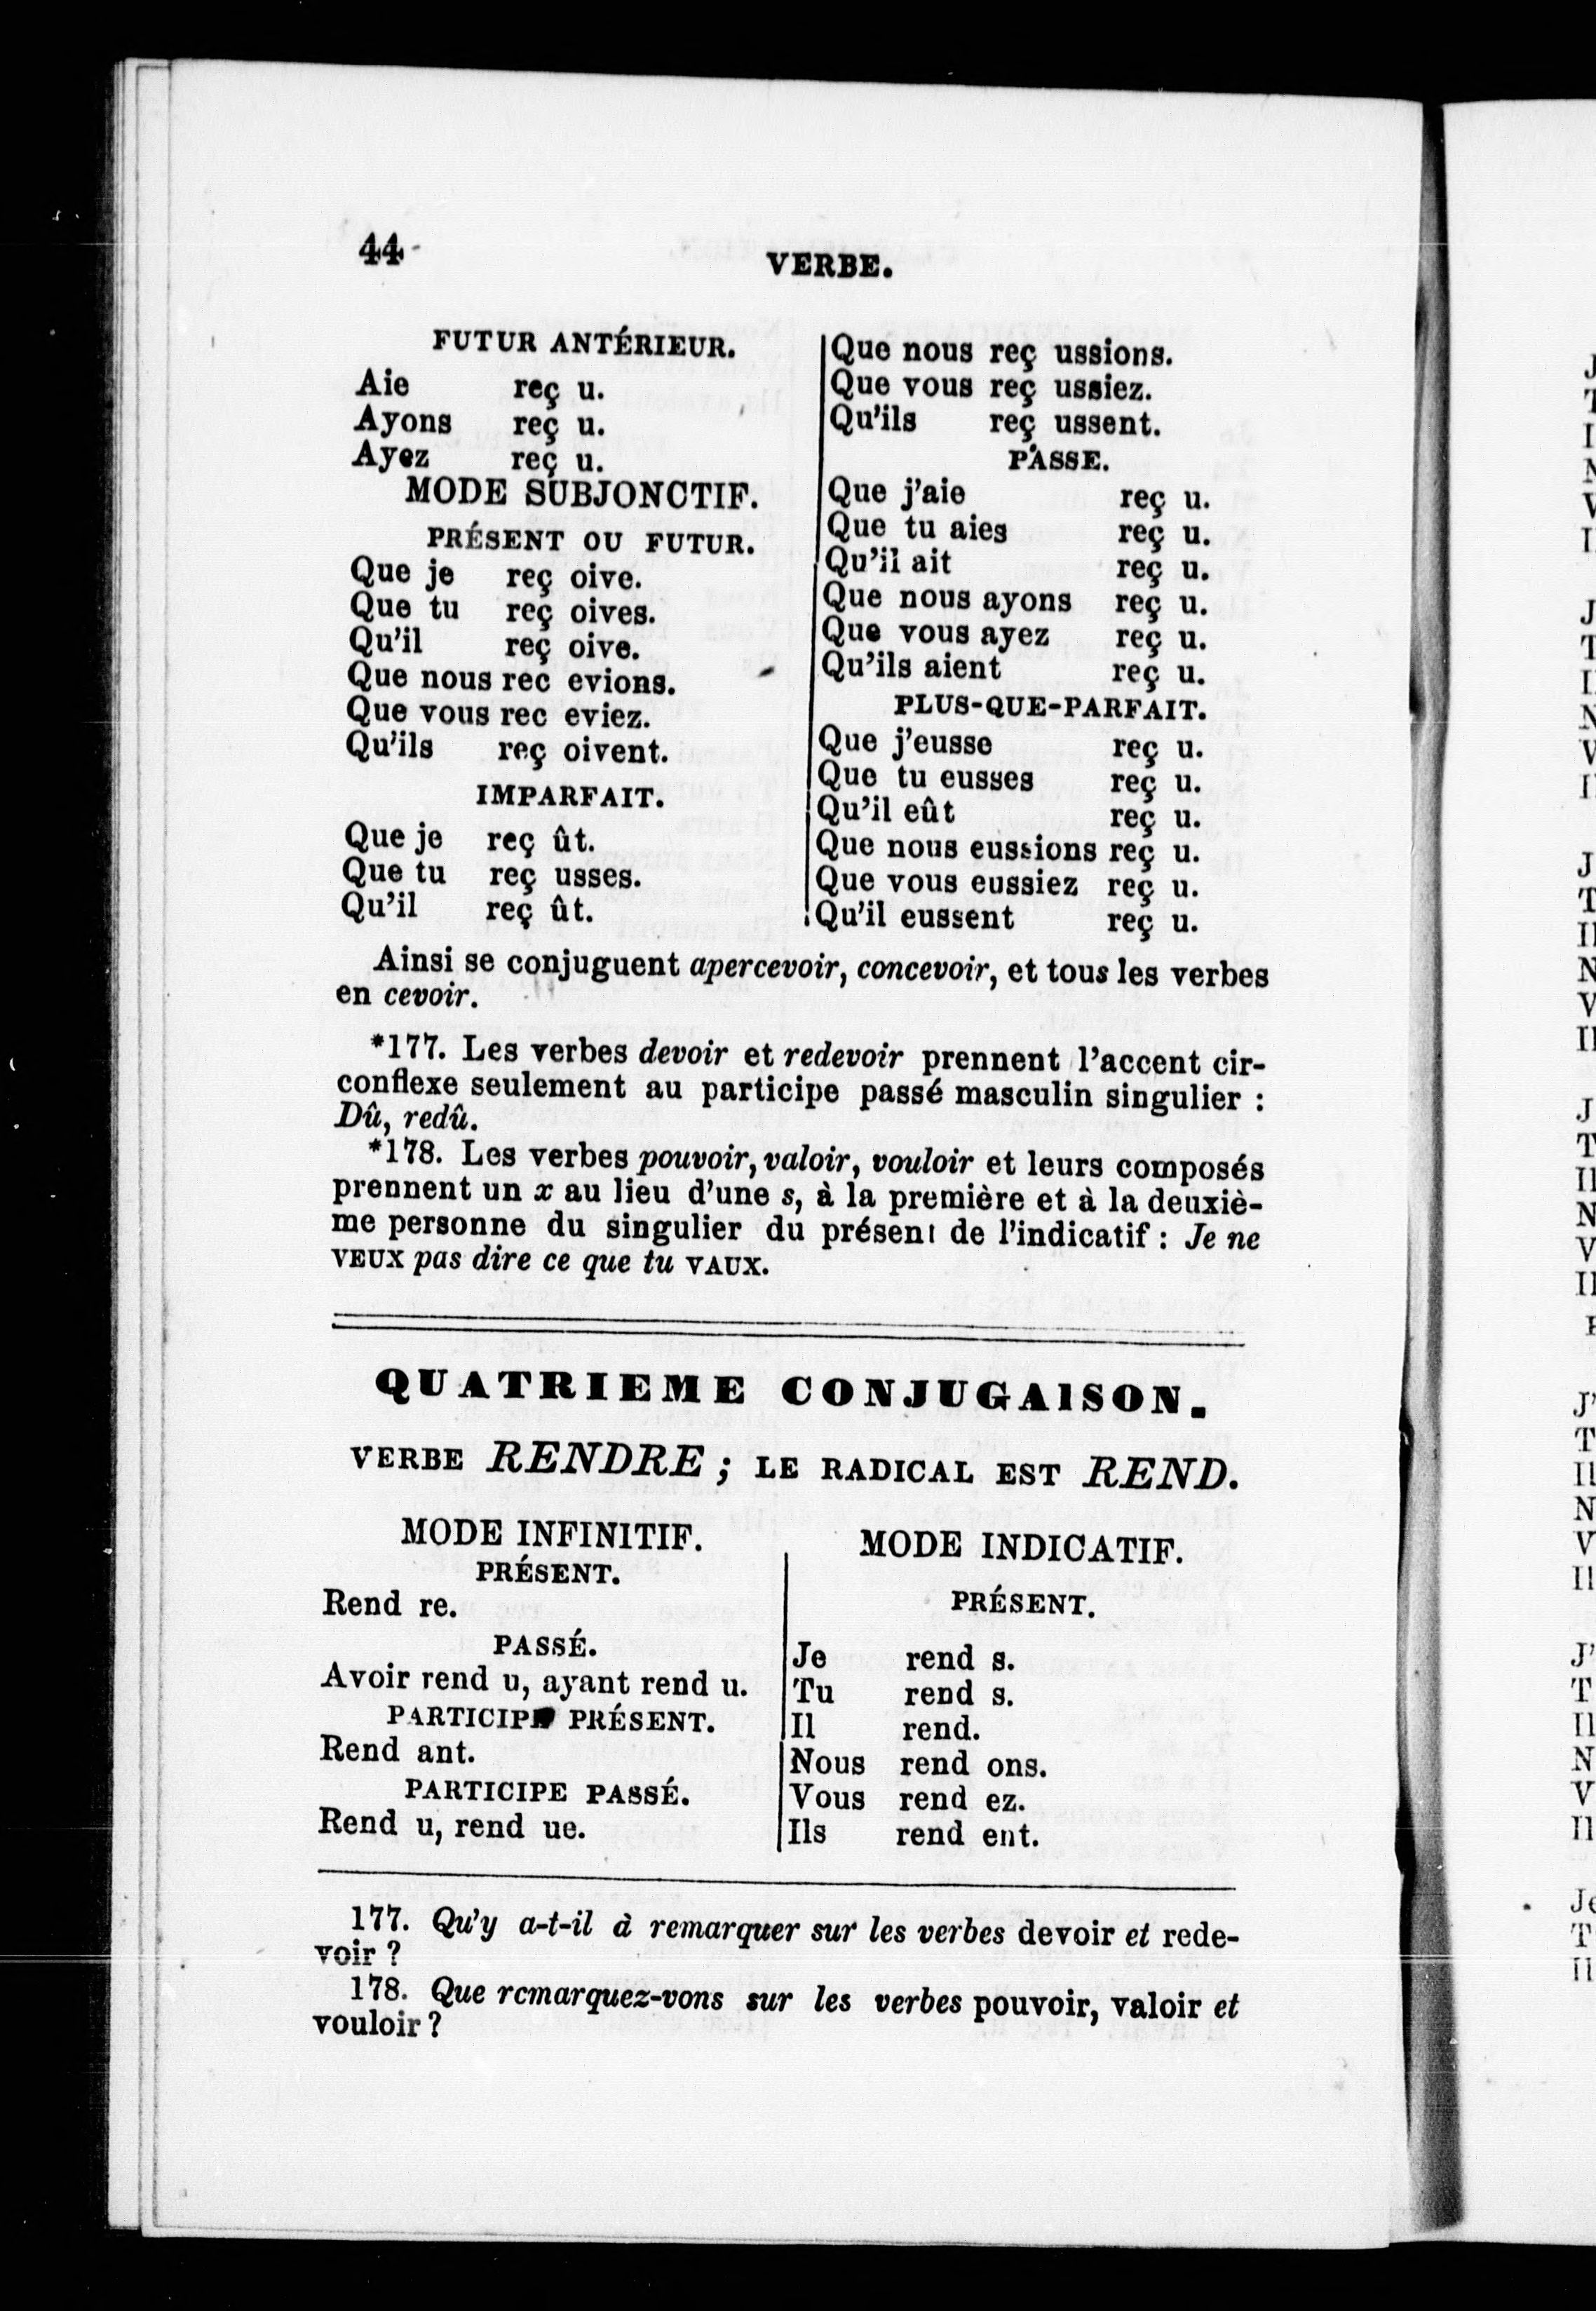 44
VERBE.
FUTUR ANTÉRIEUR.
Aie reç u.
Ayons reç u.
Ayez reç u.
MODE SUBJONCTIF.
PRÉSENT OU FUTUR.
Que je reç oive.
Que tu reç oives.
Qu'il reç oive.
Que nous rec evions.
Que vous rec eviez.
Qu'ils reç oivent.
IMPARFAIT.
Que je reç ût.
Que tu reç usses.
Qu'il reç ût.
Que nous reç ussions.
Que vous reç ussiez.
Qu'ils reç ussent.
PASSE.
Que j'aie reç u.
Que tu aies reç u.
Qu'il ait reç u.
Que nous ayons reç u.
Que vous ayez reç u.
Qu'ils aient reç u.
PLUS-QUE-PARFAIT.
Que j'eusse reç u.
Que tu eusses reç u.
Qu'il eût reç u.
Que nous eussions reç u.
Que vous eussiez reç u.
Qu'il eussent reç u.
Ainsi se conjuguent apercevoir, concevoir, et tous les verbes
en cevoir.
*177. Les verbes devoir et redevoir prennent l'accent cir-
conflexe seulement au participe passé masculin singulier :
Dû, redû.
*178. Les verbes pouvoir, valoir, vouloir et leurs composés
prennent un x au lieu d'une s, à la première et à la deuxiè-
me personne du singulier du présent de l'indicatif : Je ne
VEUX pas dire ce que tu VAUX.
QUATRIEME CONJUGAISON.
VERBE RENDRE ; LE RADICAL EST REND.
MODE INFINITIF.
PRÉSENT.
Rend re.
PASSÉ.
Avoir rend u, ayant rend u.
PARTICIPE PRÉSENT.
Rend ant.
PARTICIPE PASSÉ.
Rend u, rend ue.
MODE INDICATIF.
PRÉSENT.
Je rend s.
Tu rend s.
Il rend.
Nous rend ons.
Vous rend ez.
Ils rend ent.
177. Qu'y a-t-il à remarquer sur les verbes devoir et rede-
voir ?
178. Que remarquez-vons sur les verbes pouvoir, valoir et
vouloir ?